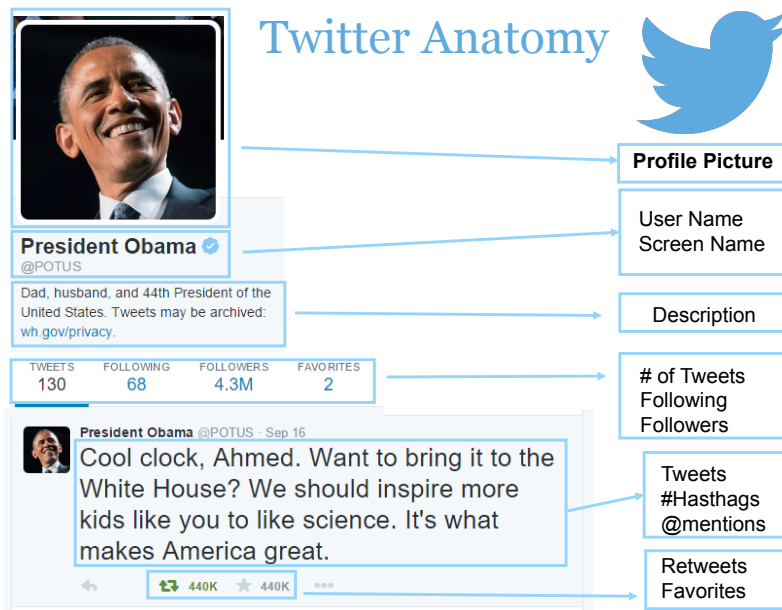 Twitter Anatomy
Profile Picture
President Obama
@POTUS
User Name
Screen Name
Dad, husband, and 44th President of the
United States. Tweets may be archived:
wh.gov/privacy.
Description
TWEETS FOLLOWING FOLLOWERS FAVORITES
130 68 4.3M 2
# of Tweets
Following
Followers
President Obama @POTUS · Sep 16
Cool clock, Ahmed. Want to bring it to the
White House? We should inspire more
kids like you to like science. It's what
makes America great.
Tweets
#Hasthags
@mentions
440K 440K
Retweets
Favorites